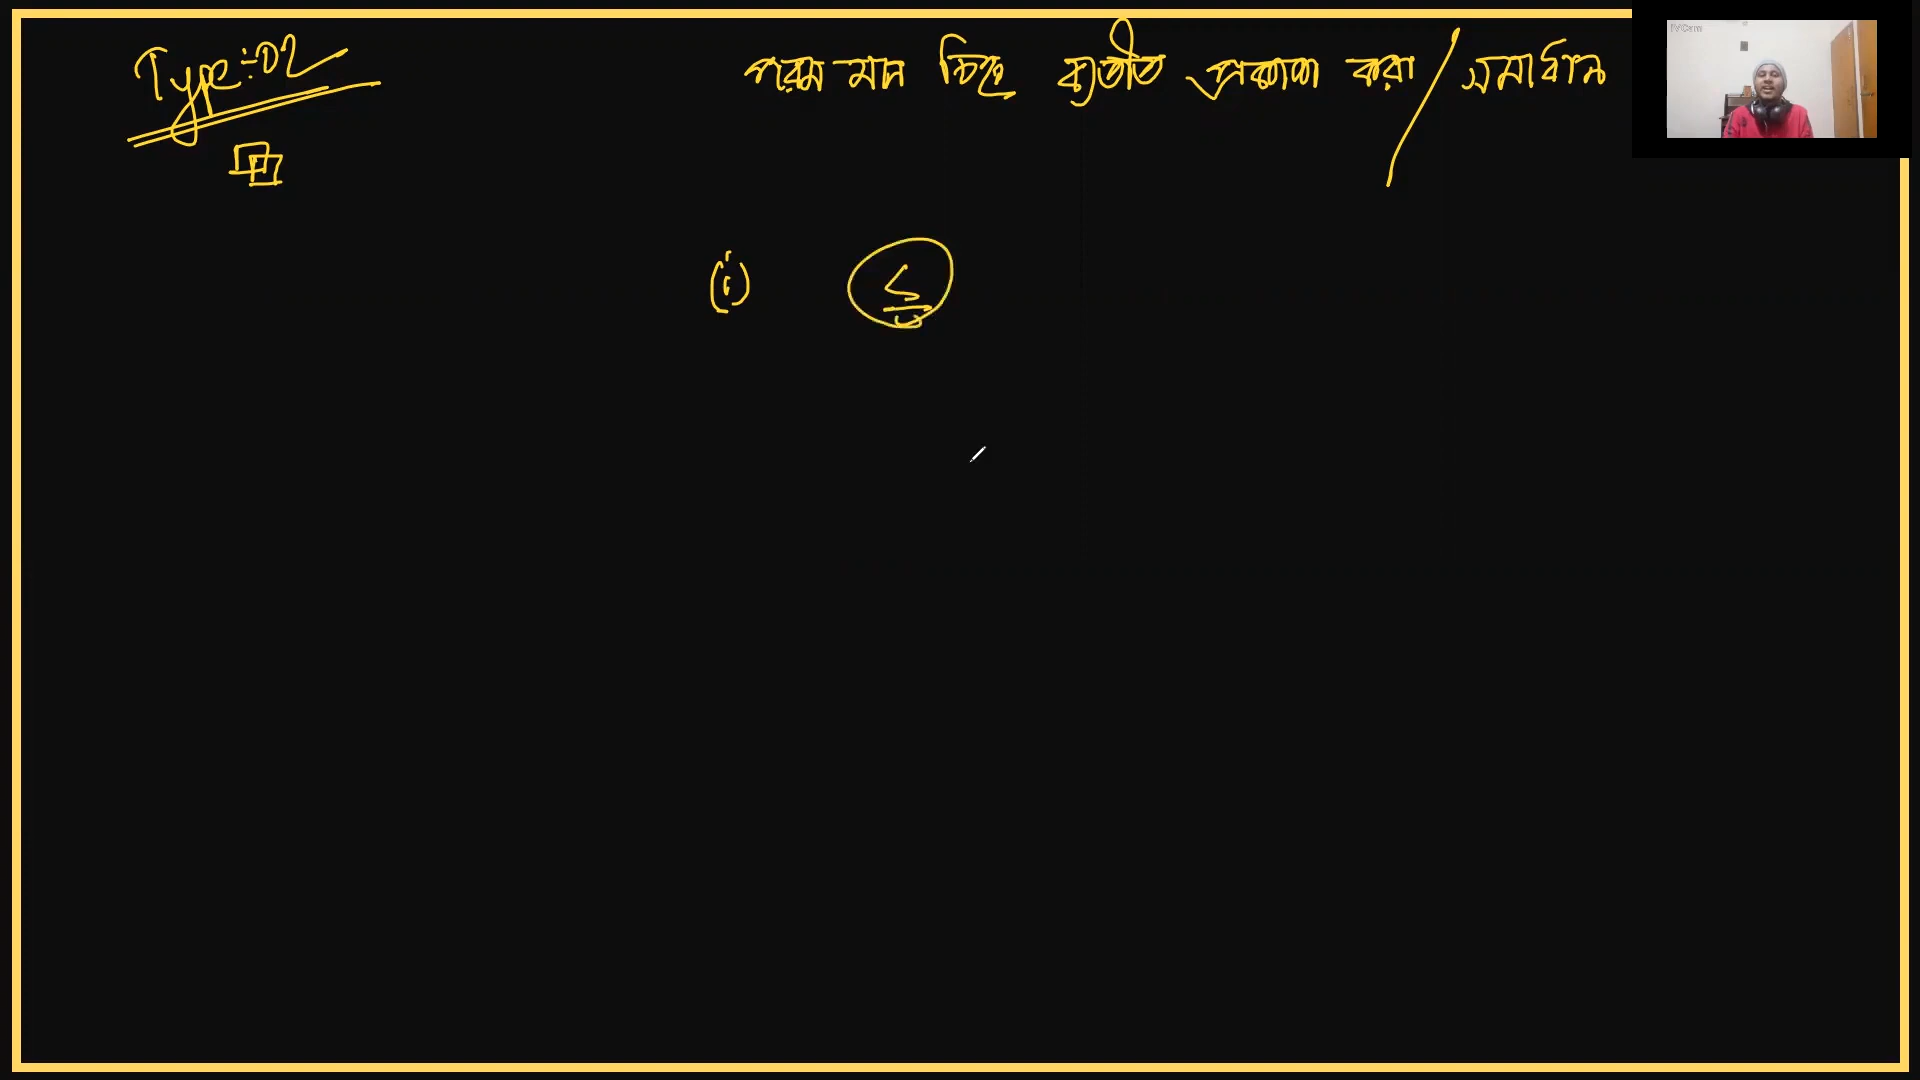 Type:-02 পরম মান চিহ্ন ব্যতীত প্রকাশ করা / সমাধান
(i) ≤